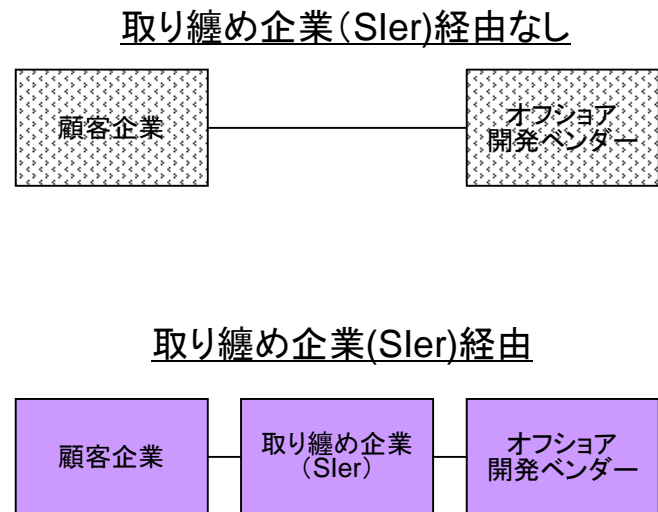 取り纏め企業（SIer)経由なし
顧客企業
オフショア
開発ベンダー
取り纏め企業(SIer)経由
顧客企業
取り纏め企業
（SIer）
オフショア
開発ベンダー